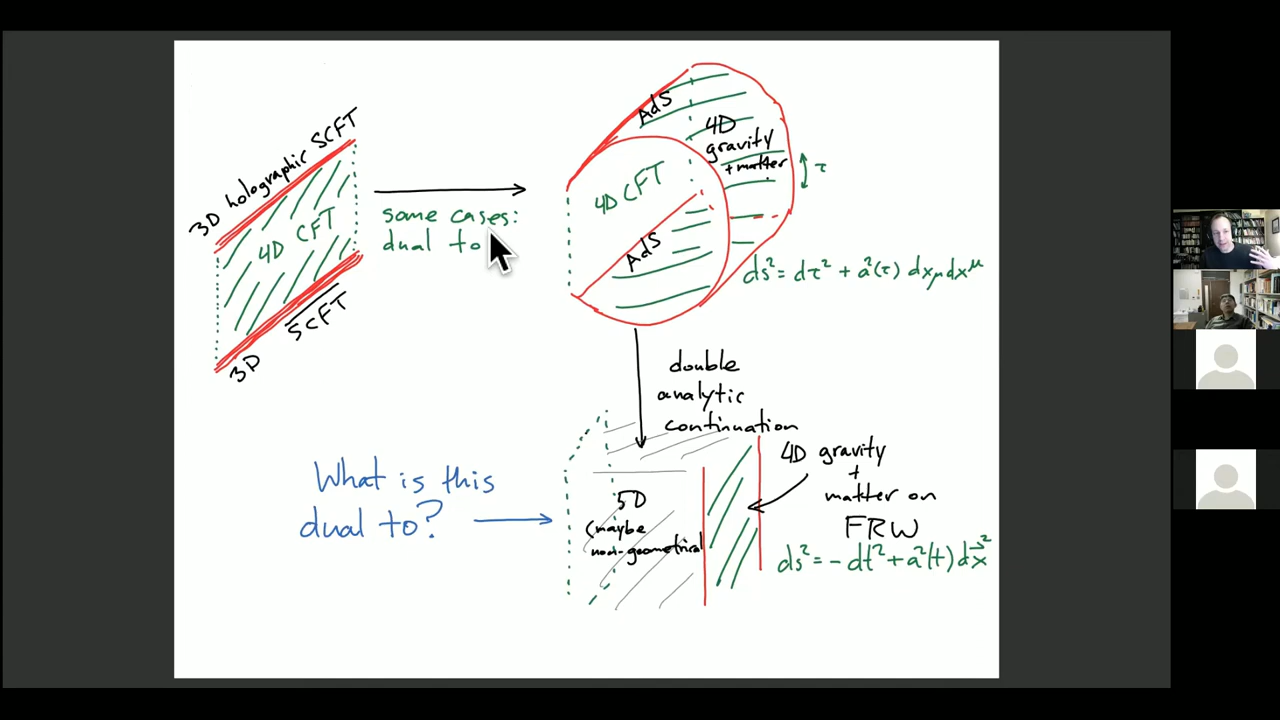 3D holographic SCFT
4D CFT
3D SCFT
some cases:
dual to
AdS
4D
gravity
+ matter
τ
4D CFT
AdS
ds² = dτ² + a²(τ) dxμdx^μ
double
analytic
continuation
What is this
dual to?
5D
(maybe
non-geometrical
4D gravity
+
matter on
FRW
ds² = -dt² + a²(t) dx⃗²